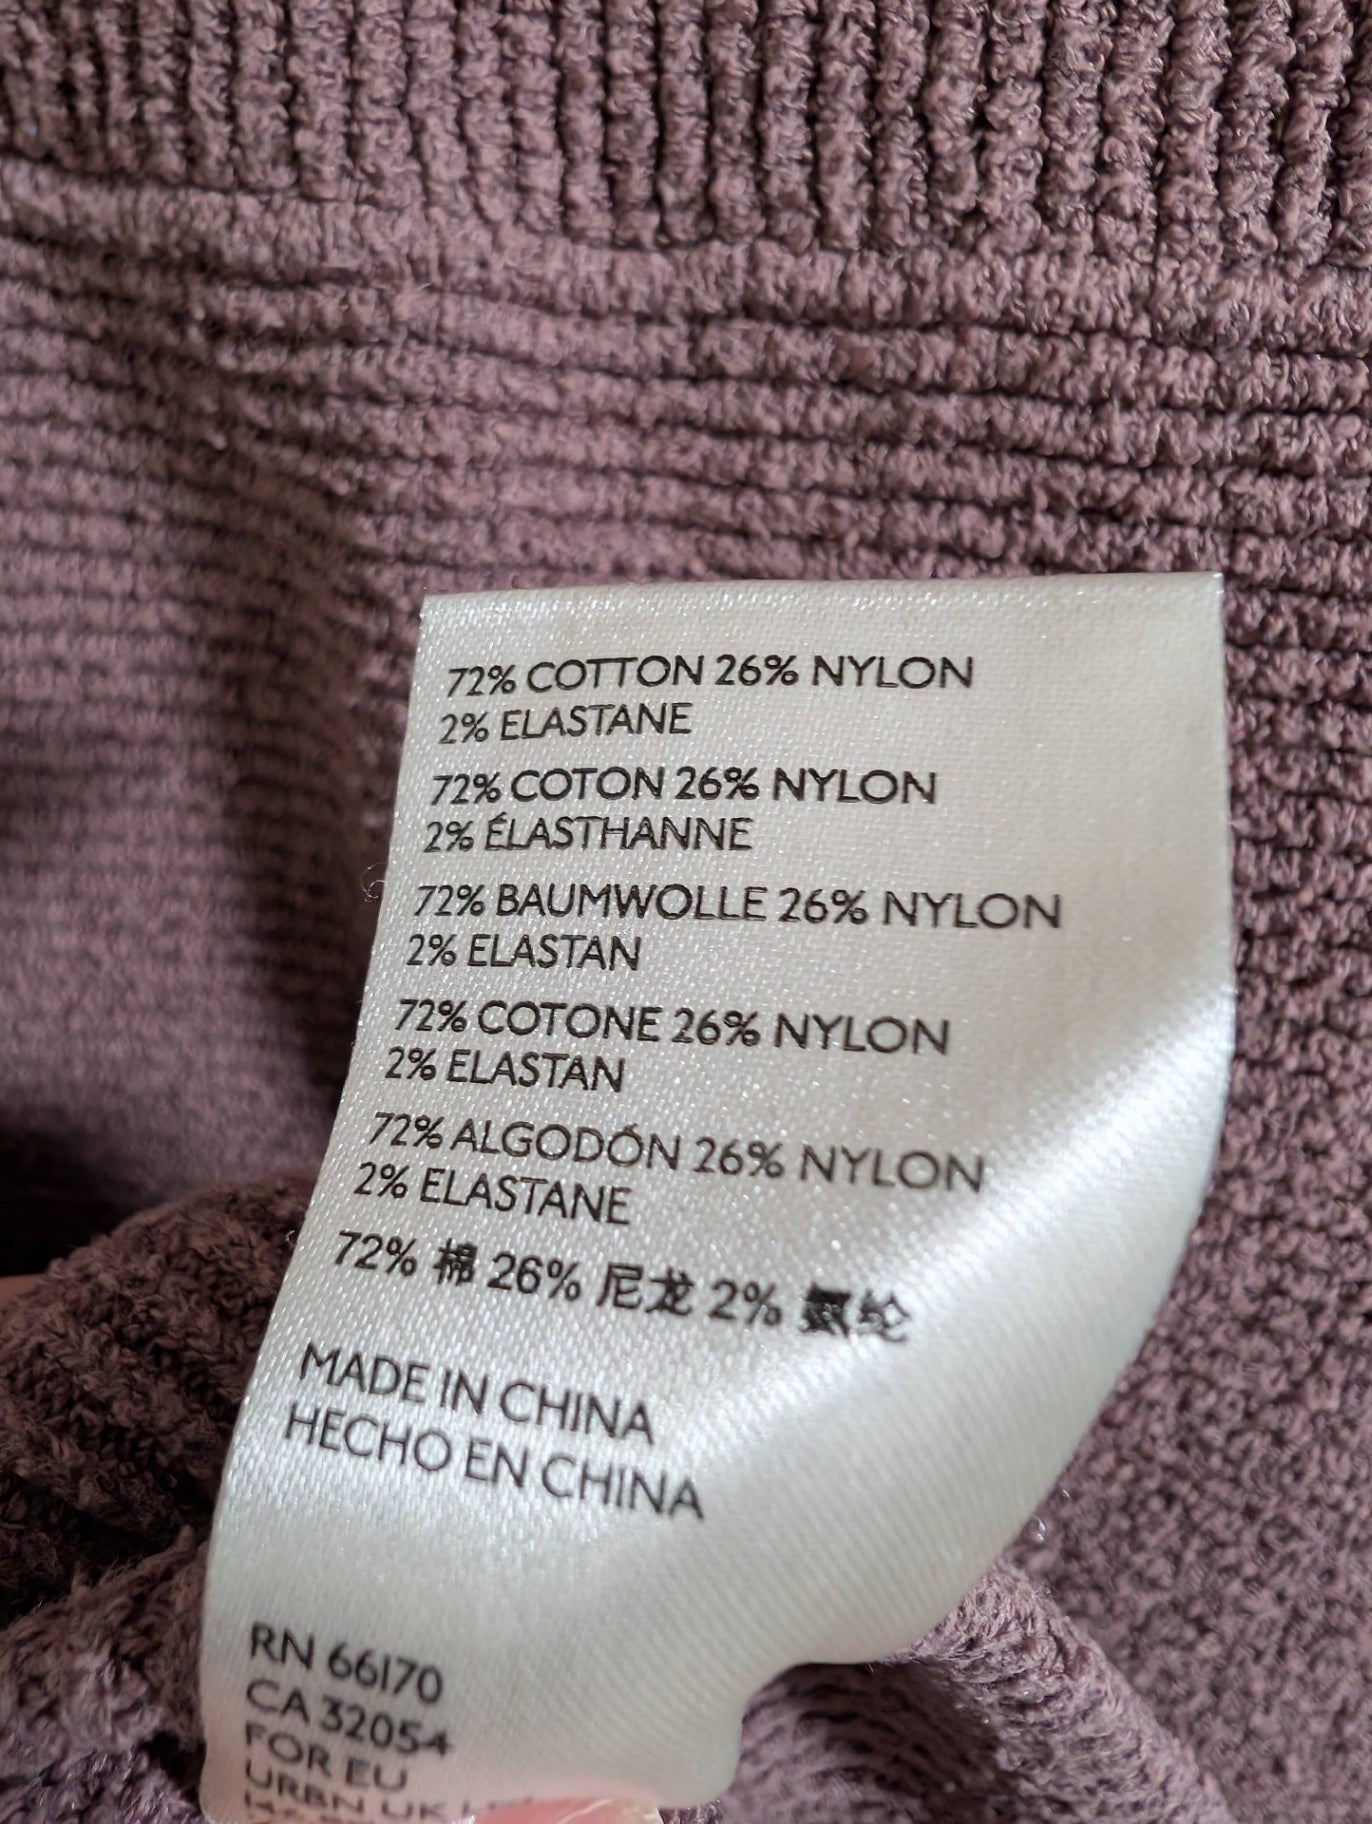 72% COTTON 26% NYLON
2% ELASTANE
72% COTON 26% NYLON
2% ÉLASTHANNE
72% BAUMWOLLE 26% NYLON
2% ELASTAN
72% COTONE 26% NYLON
2% ELASTAN
72% ALGODÓN 26% NYLON
2% ELASTANE
72% 棉 26% 尼龙 2% 氨纶
MADE IN CHINA
HECHO EN CHINA
RN 66170
CA 32054
FOR EU
URBN UK